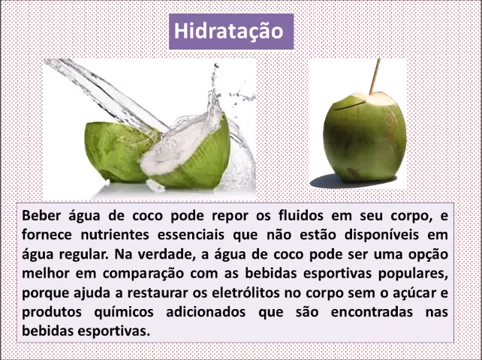 Hidratação
Beber água de coco pode repor os fluidos em seu corpo, e
fornece nutrientes essenciais que não estão disponíveis em
água regular. Na verdade, a água de coco pode ser uma opção
melhor em comparação com as bebidas esportivas populares,
porque ajuda a restaurar os eletrólitos no corpo sem o açúcar e
produtos químicos adicionados que são encontradas nas
bebidas esportivas.